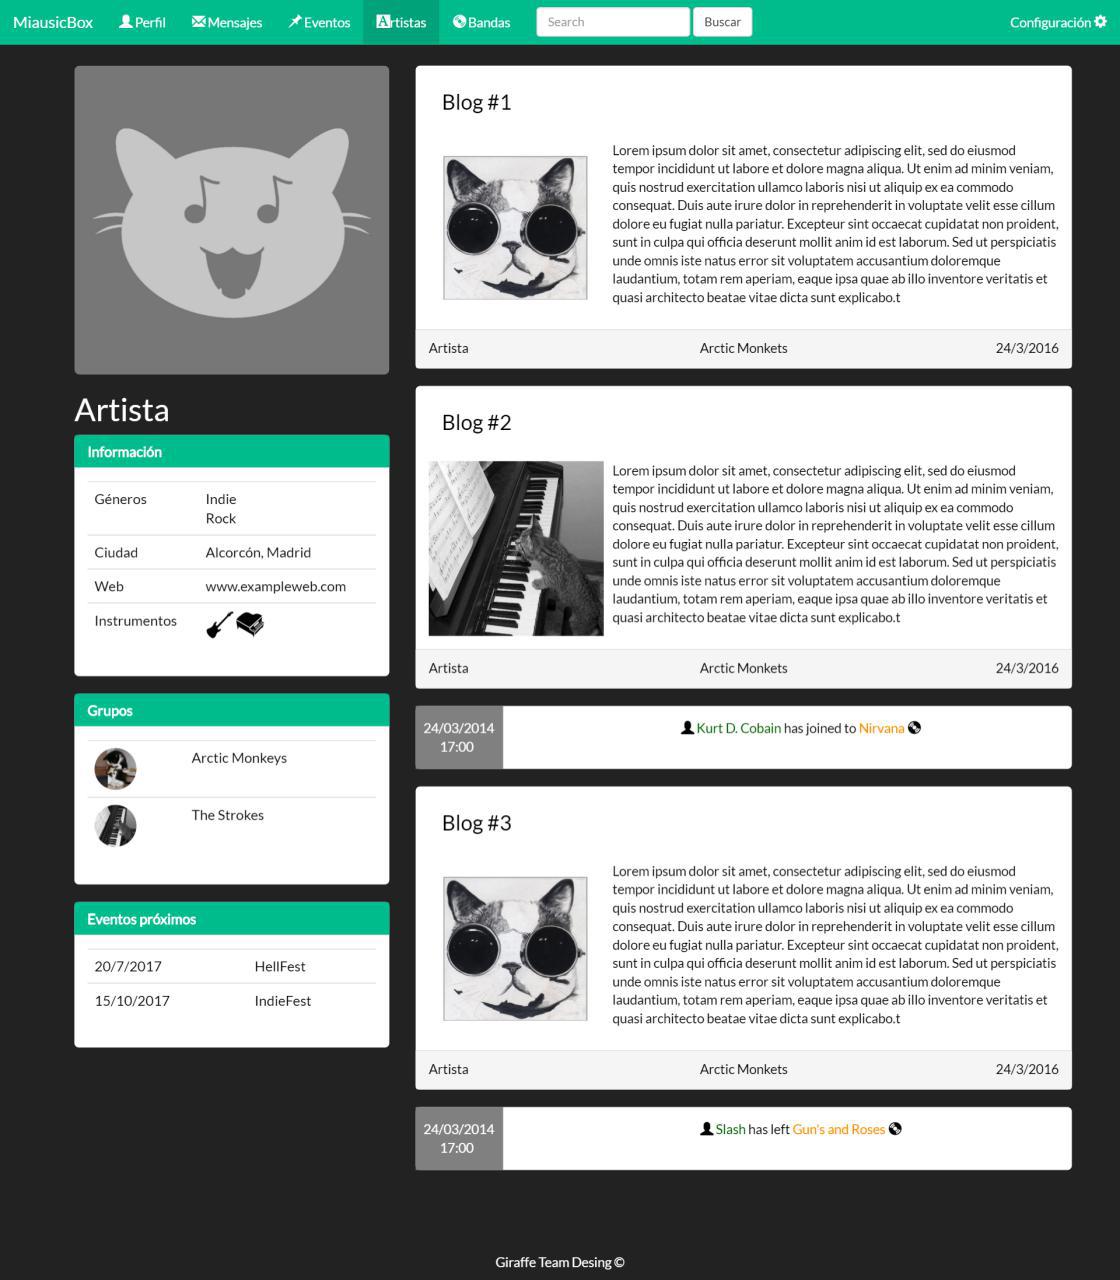 MiausicBox Perfil Mensajes Eventos Artistas Bandas Search Buscar Configuración
Artista
Información
Géneros Indie
Rock
Ciudad Alcorcón, Madrid
Web www.exampleweb.com
Instrumentos
Grupos
Arctic Monkeys
The Strokes
Eventos próximos
20/7/2017 HellFest
15/10/2017 IndieFest
Blog #1
Lorem ipsum dolor sit amet, consectetur adipiscing elit, sed do eiusmod
tempor incididunt ut labore et dolore magna aliqua. Ut enim ad minim veniam,
quis nostrud exercitation ullamco laboris nisi ut aliquip ex ea commodo
consequat. Duis aute irure dolor in reprehenderit in voluptate velit esse cillum
dolore eu fugiat nulla pariatur. Excepteur sint occaecat cupidatat non proident,
sunt in culpa qui officia deserunt mollit anim id est laborum. Sed ut perspiciatis
unde omnis iste natus error sit voluptatem accusantium doloremque
laudantium, totam rem aperiam, eaque ipsa quae ab illo inventore veritatis et
quasi architecto beatae vitae dicta sunt explicabo.t
Artista Arctic Monkets 24/3/2016
Blog #2
Lorem ipsum dolor sit amet, consectetur adipiscing elit, sed do eiusmod
tempor incididunt ut labore et dolore magna aliqua. Ut enim ad minim veniam,
quis nostrud exercitation ullamco laboris nisi ut aliquip ex ea commodo
consequat. Duis aute irure dolor in reprehenderit in voluptate velit esse cillum
dolore eu fugiat nulla pariatur. Excepteur sint occaecat cupidatat non proident,
sunt in culpa qui officia deserunt mollit anim id est laborum. Sed ut perspiciatis
unde omnis iste natus error sit voluptatem accusantium doloremque
laudantium, totam rem aperiam, eaque ipsa quae ab illo inventore veritatis et
quasi architecto beatae vitae dicta sunt explicabo.t
Artista Arctic Monkets 24/3/2016
24/03/2014
17:00
Kurt D. Cobain has joined to Nirvana
Blog #3
Lorem ipsum dolor sit amet, consectetur adipiscing elit, sed do eiusmod
tempor incididunt ut labore et dolore magna aliqua. Ut enim ad minim veniam,
quis nostrud exercitation ullamco laboris nisi ut aliquip ex ea commodo
consequat. Duis aute irure dolor in reprehenderit in voluptate velit esse cillum
dolore eu fugiat nulla pariatur. Excepteur sint occaecat cupidatat non proident,
sunt in culpa qui officia deserunt mollit anim id est laborum. Sed ut perspiciatis
unde omnis iste natus error sit voluptatem accusantium doloremque
laudantium, totam rem aperiam, eaque ipsa quae ab illo inventore veritatis et
quasi architecto beatae vitae dicta sunt explicabo.t
Artista Arctic Monkets 24/3/2016
24/03/2014
17:00
Slash has left Gun's and Roses
Giraffe Team Desing ©